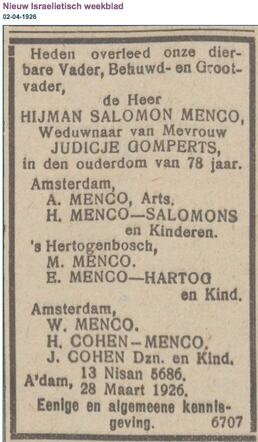 Nieuw Israelietisch weekblad
02-04-1926
Heden overleed onze dier-
bare Vader, Behuwd- en Groot-
vader,
de Heer
HIJMAN SALOMON MENCO,
Weduwnaar van Mevrouw
JUDICJE GOMPERTS,
in den ouderdom van 78 jaar.
Amsterdam,
A. MENCO, Arts.
H. MENCO—SALOMONS
en Kinderen.
's Hertogenbosch,
M. MENCO.
E. MENCO—HARTOG
en Kind.
Amsterdam,
W. MENCO.
H. COHEN-MENCO.
J. COHEN Dzn. en Kind.
A'dam, 13 Nisan 5686.
28 Maart 1926.
Eenige en algemeene kennis-
geving. 6707